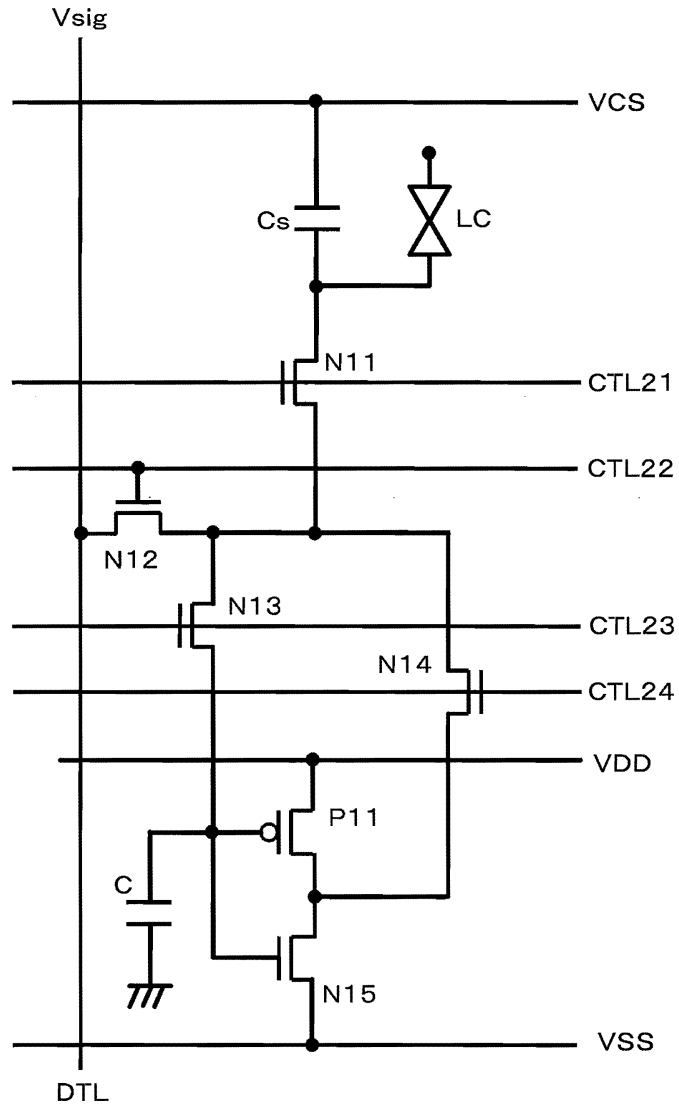 Vsig
VCS
Cs
LC
N11
CTL21
CTL22
N12
N13
CTL23
N14
CTL24
VDD
P11
C
N15
VSS
DTL